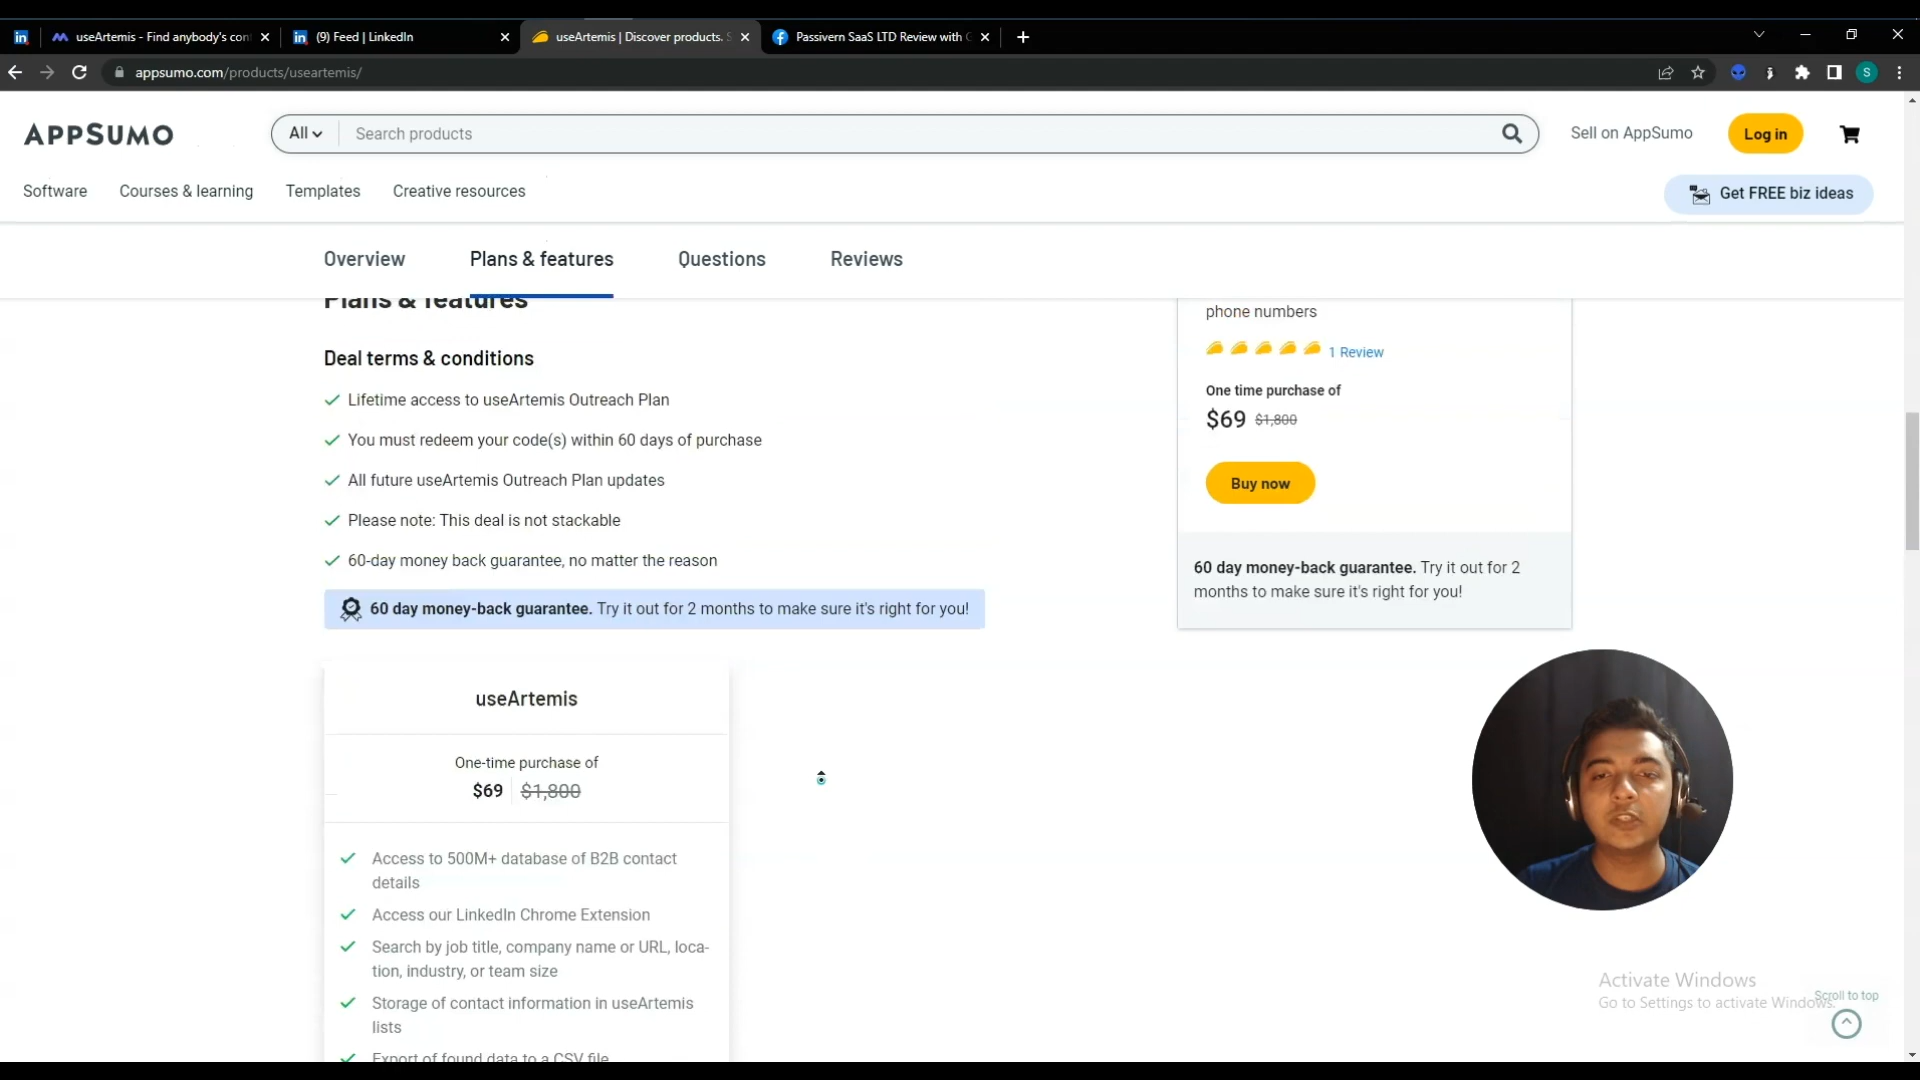 useArtemis - Find anybody's con
(9) Feed | LinkedIn
useArtemis | Discover products. S
Passivern SaaS LTD Review with
appsumo.com/products/useartemis/
S
APPSUMO
All
Search products
Sell on AppSumo
Log in
Software
Courses & learning
Templates
Creative resources
Get FREE biz ideas
Overview
Plans & features
Questions
Reviews
Plans & features
Deal terms & conditions
Lifetime access to useArtemis Outreach Plan
You must redeem your code(s) within 60 days of purchase
All future useArtemis Outreach Plan updates
Please note: This deal is not stackable
60-day money back guarantee, no matter the reason
60 day money-back guarantee. Try it out for 2 months to make sure it's right for you!
phone numbers
1 Review
One time purchase of
$69 $1,800
Buy now
60 day money-back guarantee. Try it out for 2
months to make sure it's right for you!
useArtemis
One-time purchase of
$69 $1,800
Access to 500M+ database of B2B contact
details
Access our LinkedIn Chrome Extension
Search by job title, company name or URL, loca-
tion, industry, or team size
Storage of contact information in useArtemis
lists
Export of found data to a CSV file
Activate Windows
Go to Settings to activate Windows.
Scroll to top